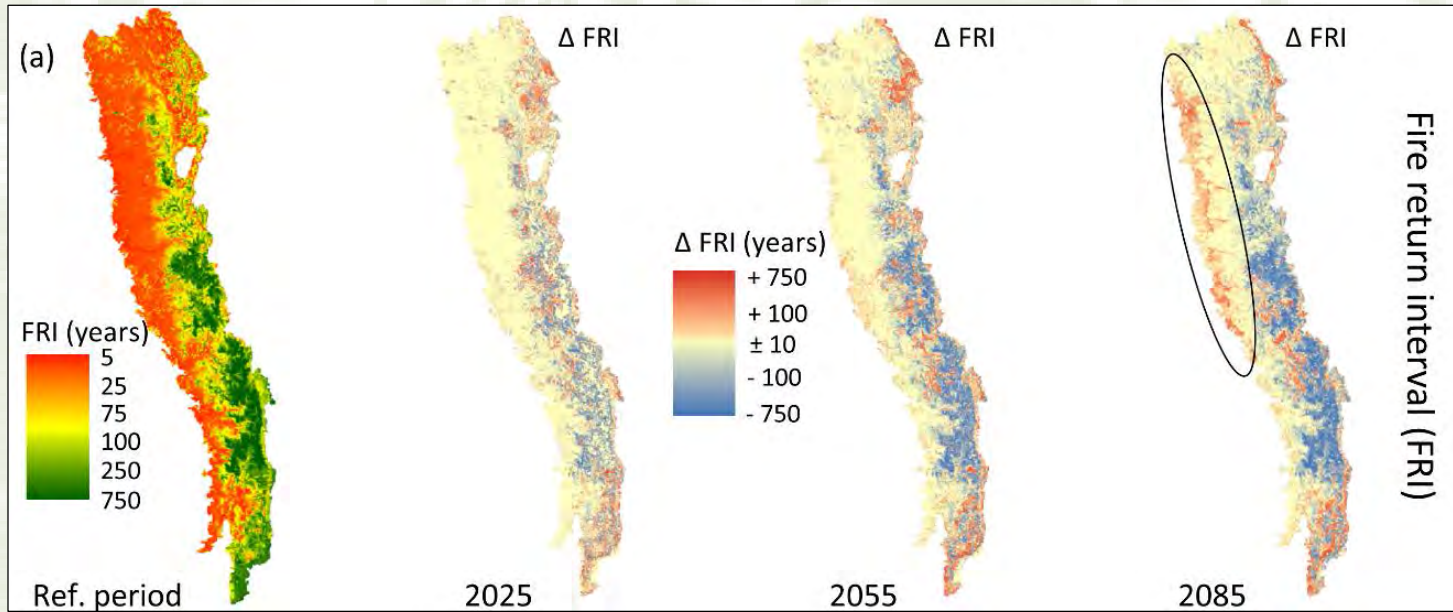 (a)
Δ FRI
Δ FRI
Δ FRI
FRI (years)
5
25
75
100
250
750
Δ FRI (years)
+ 750
+ 100
± 10
- 100
- 750
Fire return interval (FRI)
Ref. period
2025
2055
2085